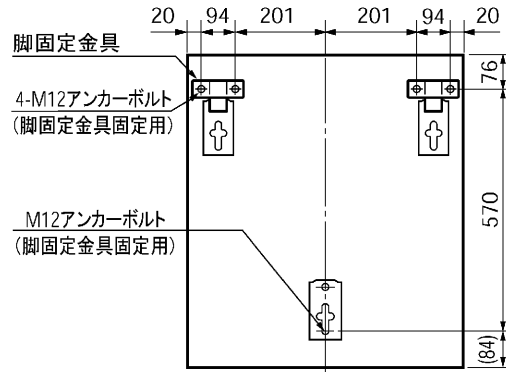 20 94 201 201 94 20
脚固定金具
76
4-M12アンカーボルト
(脚固定金具固定用)
570
M12アンカーボルト
(脚固定金具固定用)
(84)